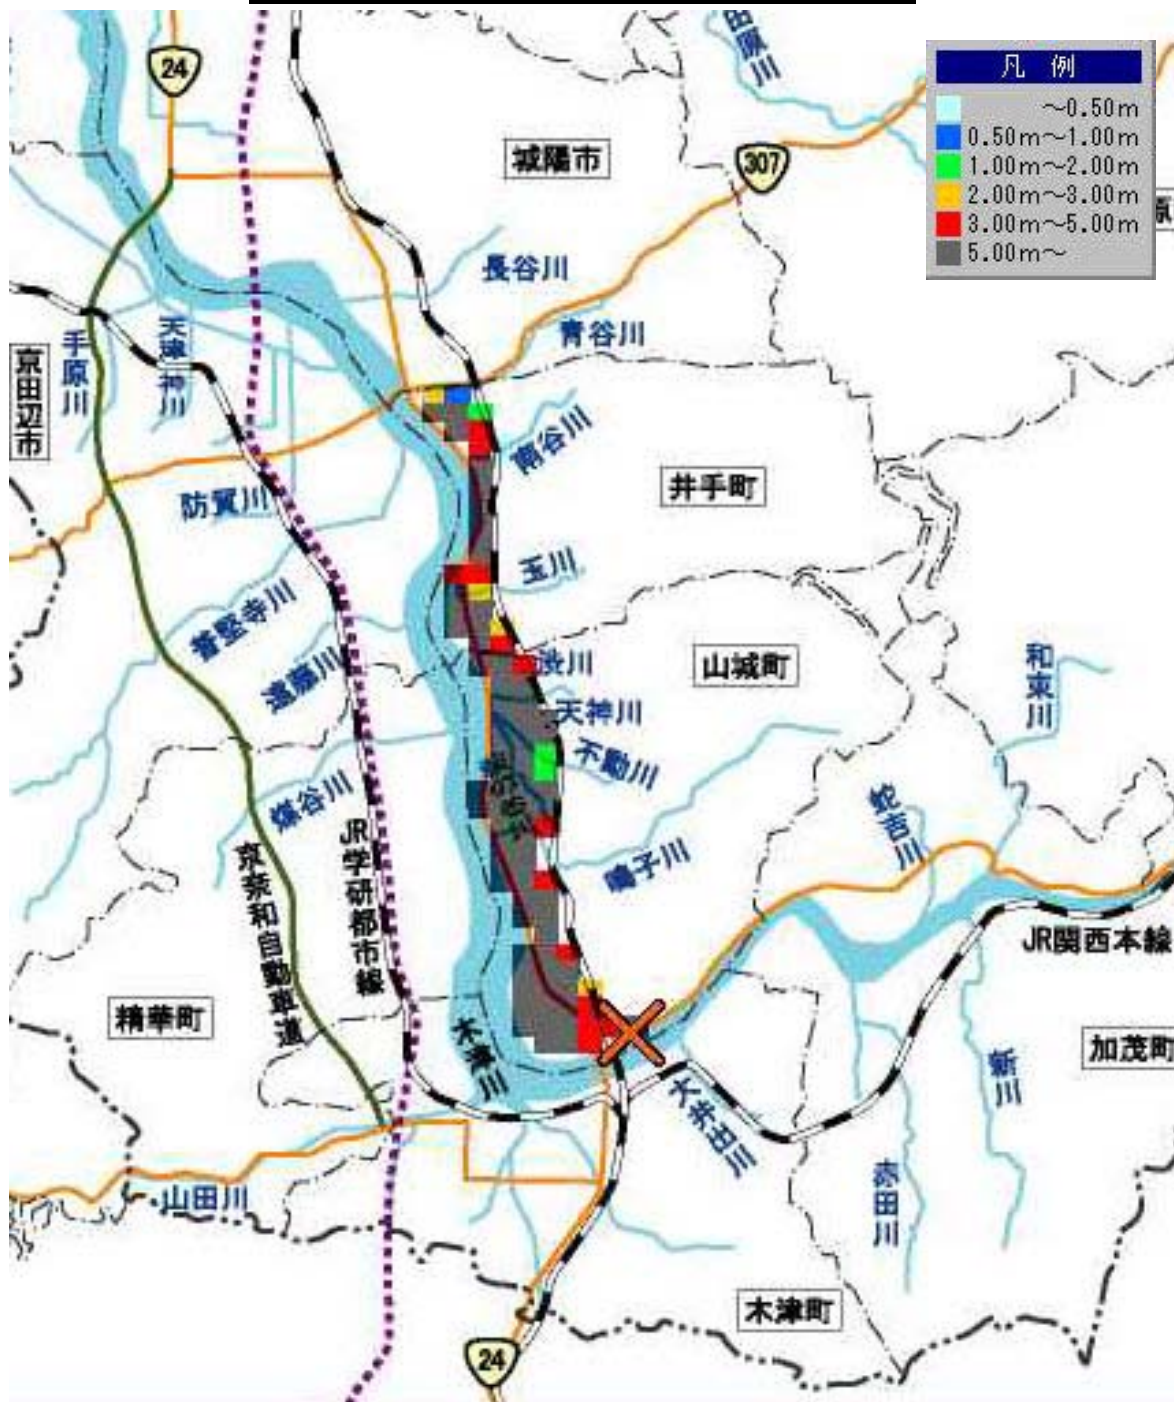 凡 例
～0.50m
0.50m～1.00m
1.00m～2.00m
2.00m～3.00m
3.00m～5.00m
5.00m～
24
田原川
城陽市
307
原
長谷川
青谷川
手原川
天津神川
京田辺市
南谷川
井手町
防賀川
玉川
普賢寺川
遠藤川
渋川
山城町
和束川
天神川
不動川
煤谷川
蛇吉川
鳴子川
JR学研都市線
京奈和自動車道
JR関西本線
精華町
木津川
加茂町
新川
大井出川
赤田川
山田川
木津町
24